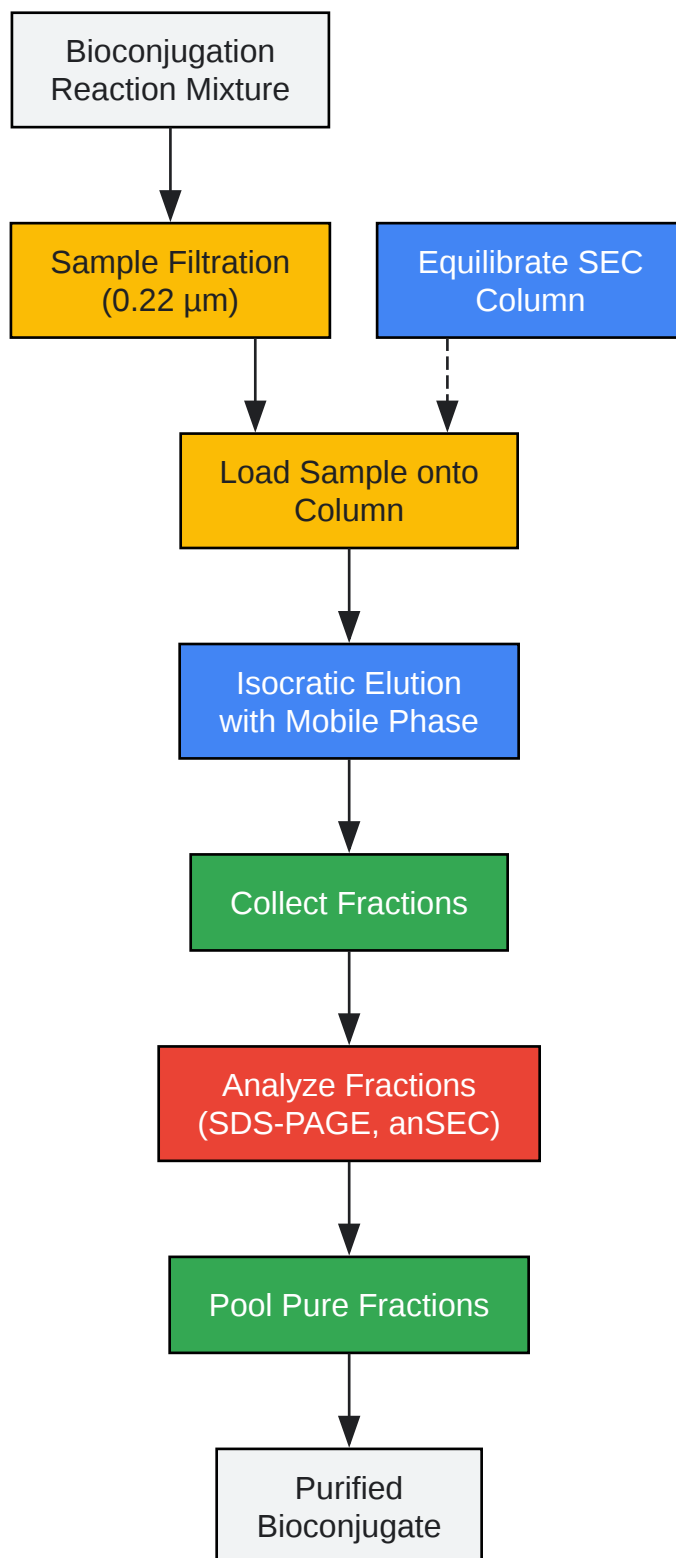 Bioconjugation
Reaction Mixture
Sample Filtration
(0.22 µm)
Equilibrate SEC
Column
Load Sample onto
Column
Isocratic Elution
with Mobile Phase
Collect Fractions
Analyze Fractions
(SDS-PAGE, anSEC)
Pool Pure Fractions
Purified
Bioconjugate